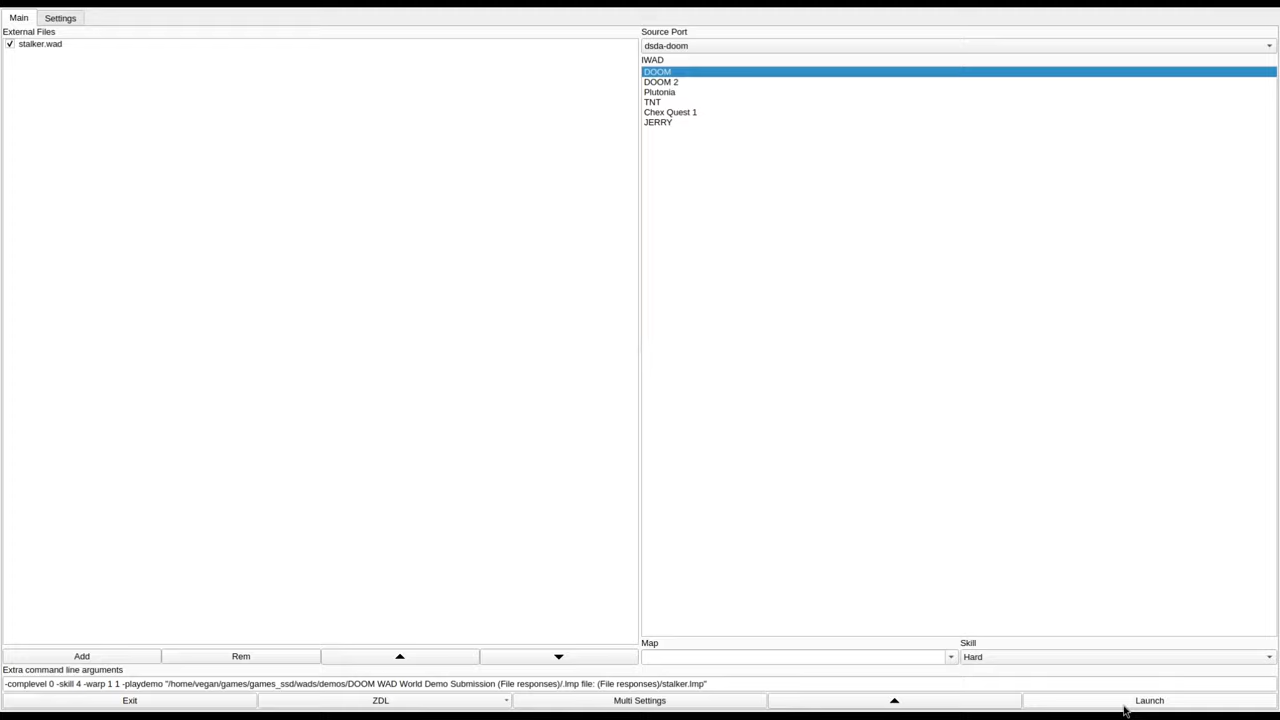 Main Settings
External Files
stalker.wad
Source Port
dsda-doom
IWAD
DOOM
DOOM 2
Plutonia
TNT
Chex Quest 1
JERRY
Map Skill
Hard
Add Rem
Extra command line arguments
-complevel 0 -skill 4 -warp 1 1 -playdemo "/home/vegan/games/games_ssd/wads/demos/DOOM WAD World Demo Submission (File responses)/.lmp file: (File responses)/stalker.lmp"
Exit ZDL Multi Settings Launch